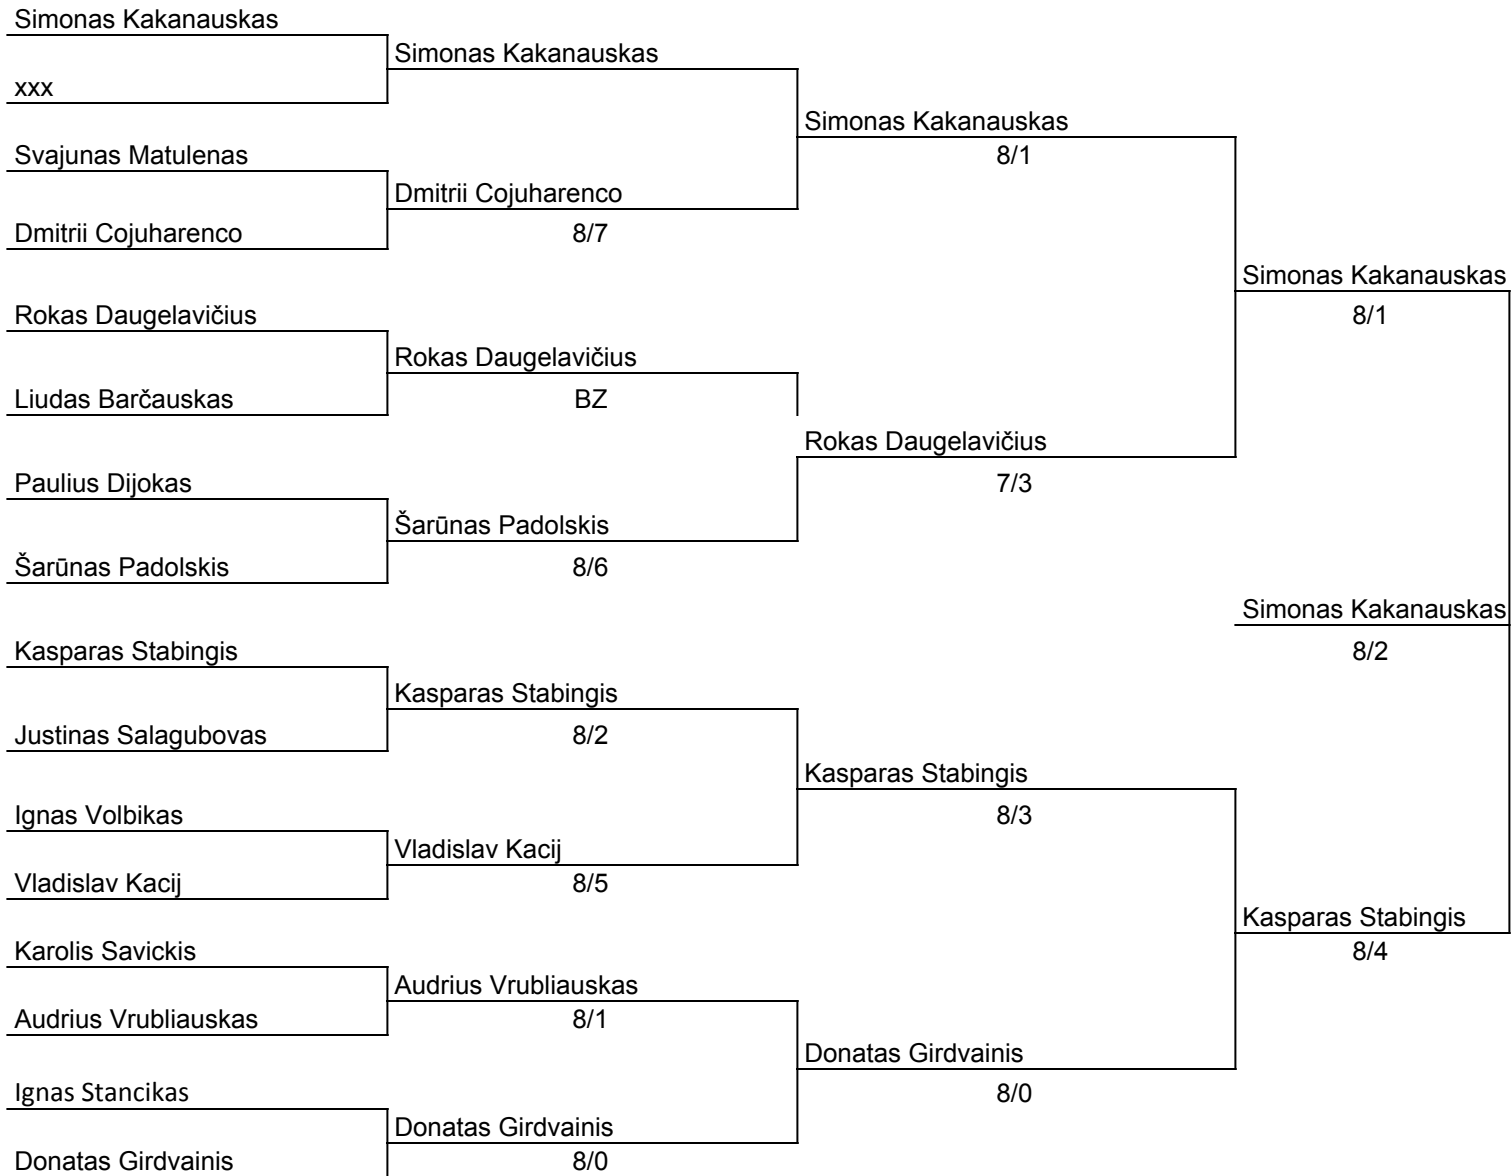 Simonas Kakanauskas
Simonas Kakanauskas
xxx
Simonas Kakanauskas
Svajunas Matulenas
8/1
Dmitrii Cojuharenco
Dmitrii Cojuharenco
8/7
Simonas Kakanauskas
Rokas Daugelavičius
8/1
Rokas Daugelavičius
Liudas Barčauskas
BZ
Rokas Daugelavičius
Paulius Dijokas
7/3
Šarūnas Padolskis
Šarūnas Padolskis
8/6
Simonas Kakanauskas
Kasparas Stabingis
8/2
Kasparas Stabingis
Justinas Salagubovas
8/2
Kasparas Stabingis
Ignas Volbikas
8/3
Vladislav Kacij
Vladislav Kacij
8/5
Kasparas Stabingis
Karolis Savickis
8/4
Audrius Vrubliauskas
Audrius Vrubliauskas
8/1
Donatas Girdvainis
Ignas Stancikas
8/0
Donatas Girdvainis
Donatas Girdvainis
8/0